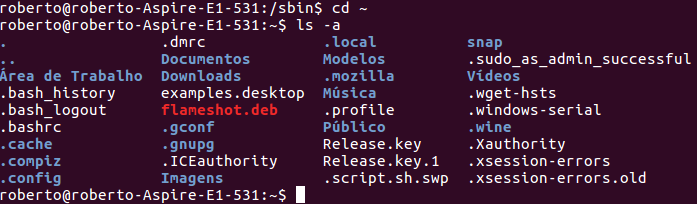 roberto@roberto-Aspire-E1-531:/sbin$ cd ~
roberto@roberto-Aspire-E1-531:~$ ls -a
. .dmrc .local snap
.. Documentos Modelos .sudo_as_admin_successful
Área de Trabalho Downloads .mozilla Vídeos
.bash_history examples.desktop Música .wget-hsts
.bash_logout flameshot.deb .profile .windows-serial
.bashrc .gconf Público .wine
.cache .gnupg Release.key .Xauthority
.compiz .ICEauthority Release.key.1 .xsession-errors
.config Imagens .script.sh.swp .xsession-errors.old
roberto@roberto-Aspire-E1-531:~$